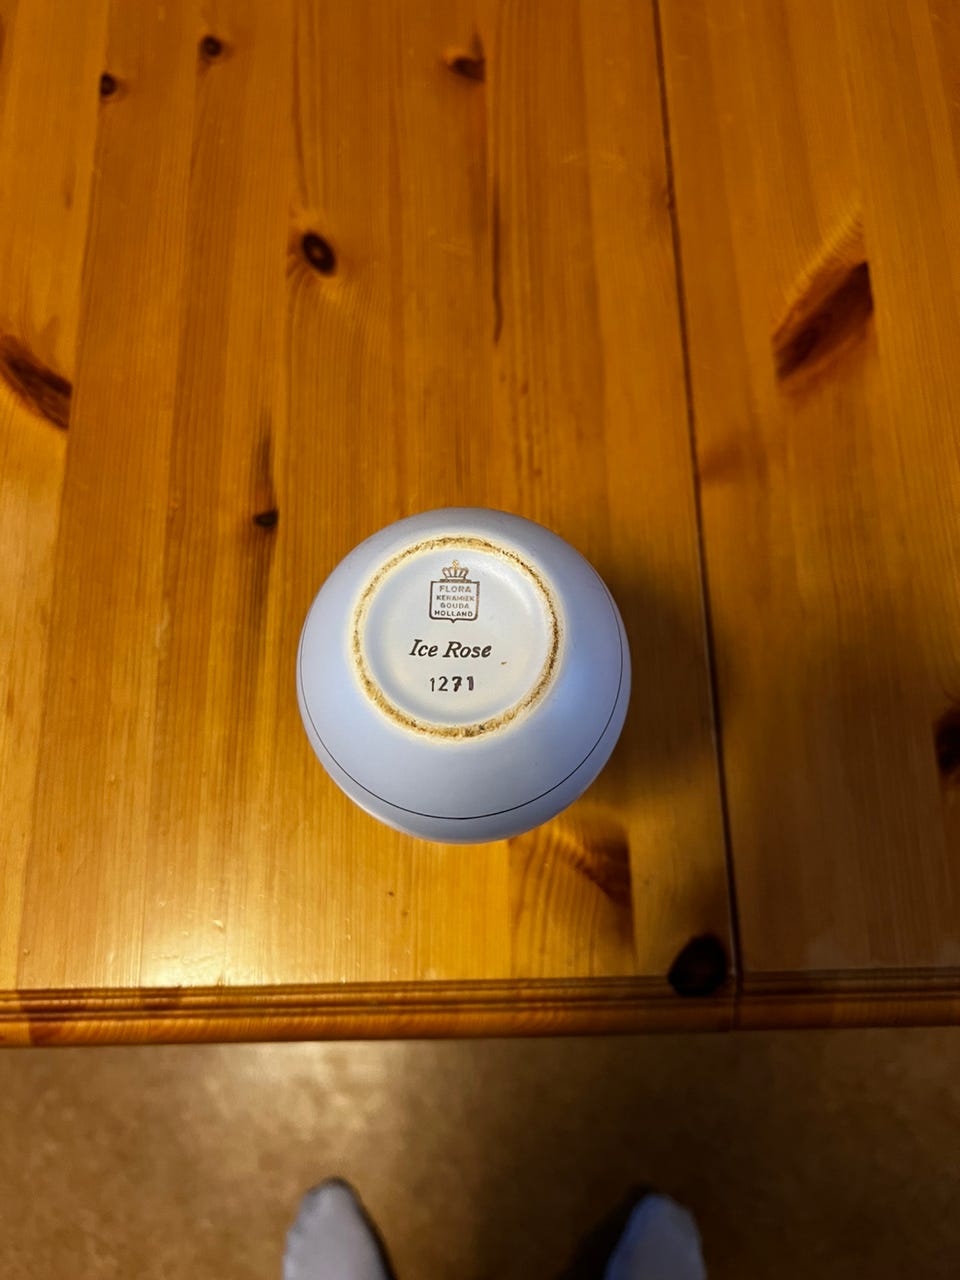 FLORA
KERAMIEK
GOUDA
HOLLAND
Ice Rose
1271